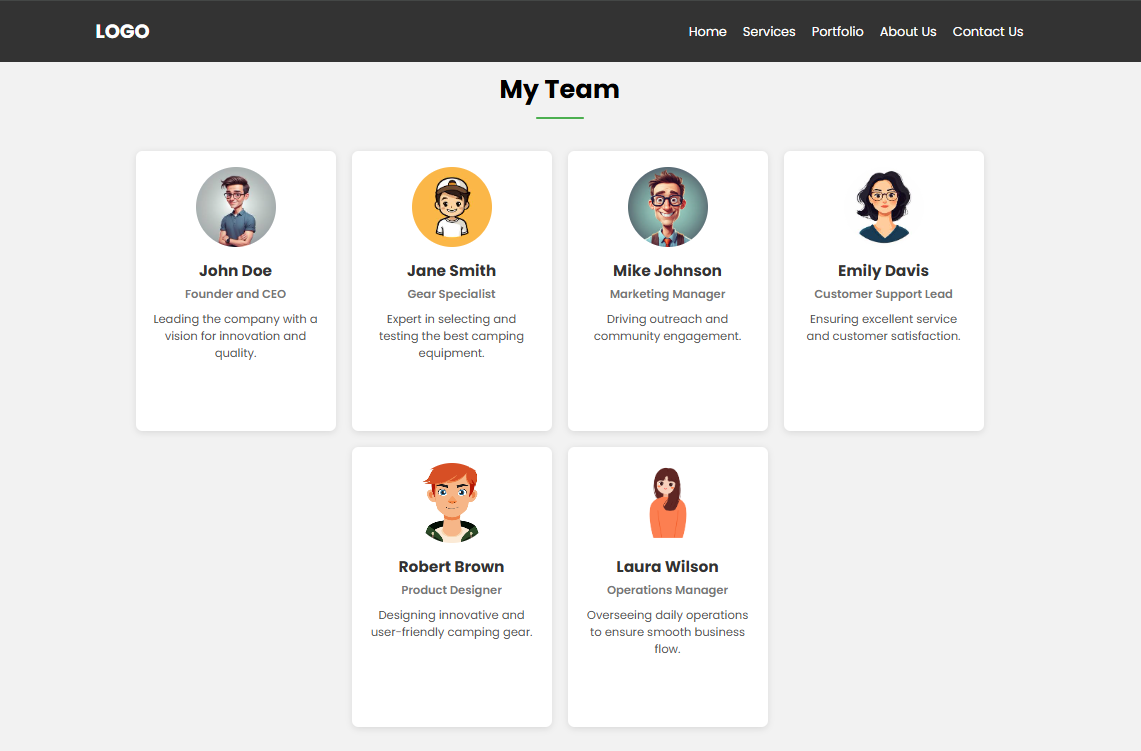 LOGO
Home Services Portfolio About Us Contact Us
My Team
John Doe
Founder and CEO
Leading the company with a
vision for innovation and
quality.
Jane Smith
Gear Specialist
Expert in selecting and
testing the best camping
equipment.
Mike Johnson
Marketing Manager
Driving outreach and
community engagement.
Emily Davis
Customer Support Lead
Ensuring excellent service
and customer satisfaction.
Robert Brown
Product Designer
Designing innovative and
user-friendly camping gear.
Laura Wilson
Operations Manager
Overseeing daily operations
to ensure smooth business
flow.